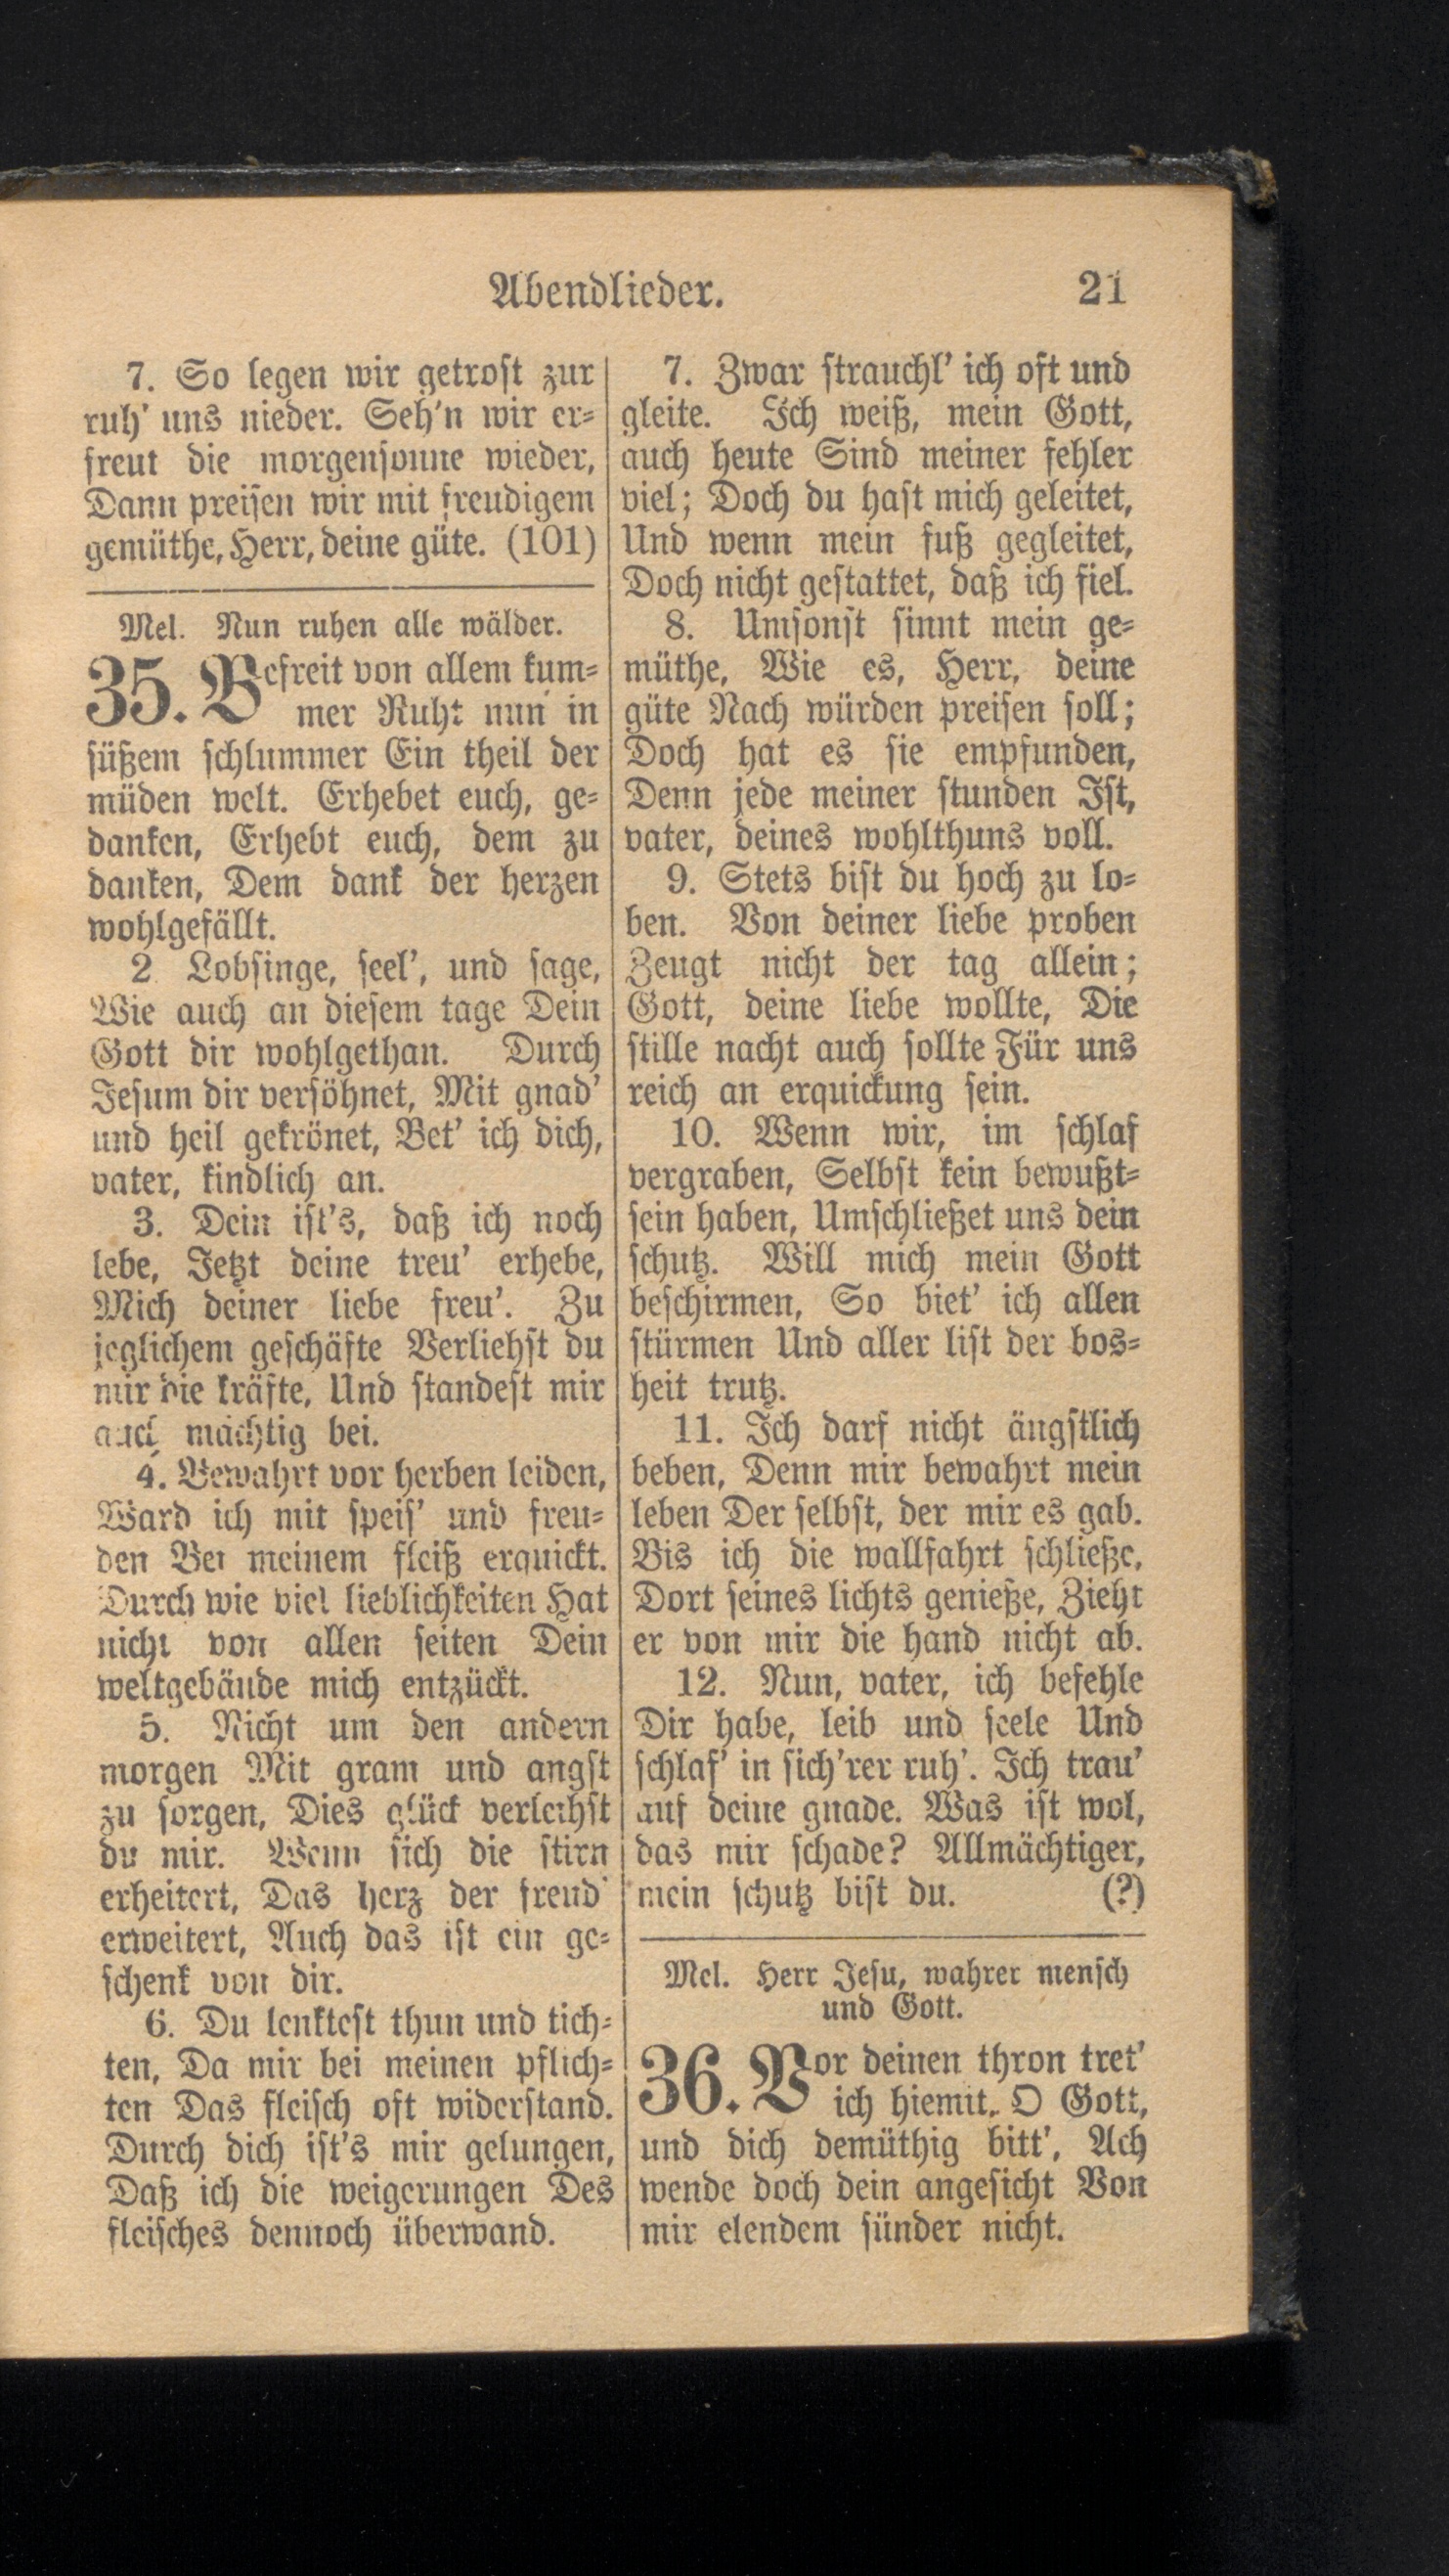 Abendlieder. 21
7. So legen wir getrost zur
ruh' uns nieder. Seh'n wir er-
freut die morgensonne wieder,
Dann preisen wir mit freudigem
gemüthe, Herr, deine güte. (101)
Mel. Nun ruhen alle wälder.
35. Befreit von allem kum-
mer Ruht nun in
süßem schlummer Ein theil der
müden welt. Erhebet euch, ge-
danken, Erhebt euch, dem zu
danken, Dem dank der herzen
wohlgefällt.
2 Lobsinge, seel', und sage,
Wie auch an diesem tage Dein
Gott dir wohlgethan. Durch
Jesum dir versöhnet, Mit gnad'
und heil gekrönet, Bet' ich dich,
vater, kindlich an.
3. Dein ist's, daß ich noch
lebe, Jetzt deine treu' erhebe,
Mich deiner liebe freu'. Zu
jeglichem geschäfte Verliehst du
mir die kräfte, Und standest mir
auch mächtig bei.
4. Bewahrt vor herben leiden,
Ward ich mit speis' und freu-
den Bei meinem fleiß erquickt.
Durch wie viel lieblichkeiten Hat
nicht von allen seiten Dein
weltgebäude mich entzückt.
5. Nicht um den andern
morgen Mit gram und angst
zu sorgen, Dies glück verleihst
du mir. Wenn sich die stirn
erheitert, Das herz der freud'
erweitert, Auch das ist ein ge-
schenk von dir.
6. Du lenktest thun und tich-
ten, Da mir bei meinen pflich-
ten Das fleisch oft widerstand.
Durch dich ist's mir gelungen,
Daß ich die weigerungen Des
fleisches dennoch überwand.
7. Zwar strauchl' ich oft und
gleite. Ich weiß, mein Gott,
auch heute Sind meiner fehler
viel; Doch du hast mich geleitet,
Und wenn mein fuß gegleitet,
Doch nicht gestattet, daß ich fiel.
8. Umsonst sinnt mein ge-
müthe, Wie es, Herr, deine
güte Nach würden preisen soll;
Doch hat es sie empfunden,
Denn jede meiner stunden Ist,
vater, deines wohlthuns voll.
9. Stets bist du hoch zu lo-
ben. Von deiner liebe proben
Zeugt nicht der tag allein;
Gott, deine liebe wollte, Die
stille nacht auch sollte Für uns
reich an erquickung sein.
10. Wenn wir, im schlaf
vergraben, Selbst kein bewußt-
sein haben, Umschließet uns dein
schutz. Will mich mein Gott
beschirmen, So biet' ich allen
stürmen Und aller list der bos-
heit trutz.
11. Ich darf nicht ängstlich
beben, Denn mir bewahrt mein
leben Der selbst, der mir es gab.
Bis ich die wallfahrt schließe,
Dort seines lichts genieße, Zieht
er von mir die hand nicht ab.
12. Nun, vater, ich befehle
Dir habe, leib und seele Und
schlaf' in sich'rer ruh'. Ich trau'
auf deine gnade. Was ist wol,
das mir schade? Allmächtiger,
mein schutz bist du. (?)
Mel. Herr Jesu, wahrer mensch
und Gott.
36. Vor deinen thron tret'
ich hiemit, O Gott,
und dich demüthig bitt', Ach
wende doch dein angesicht Von
mir elendem sünder nicht.